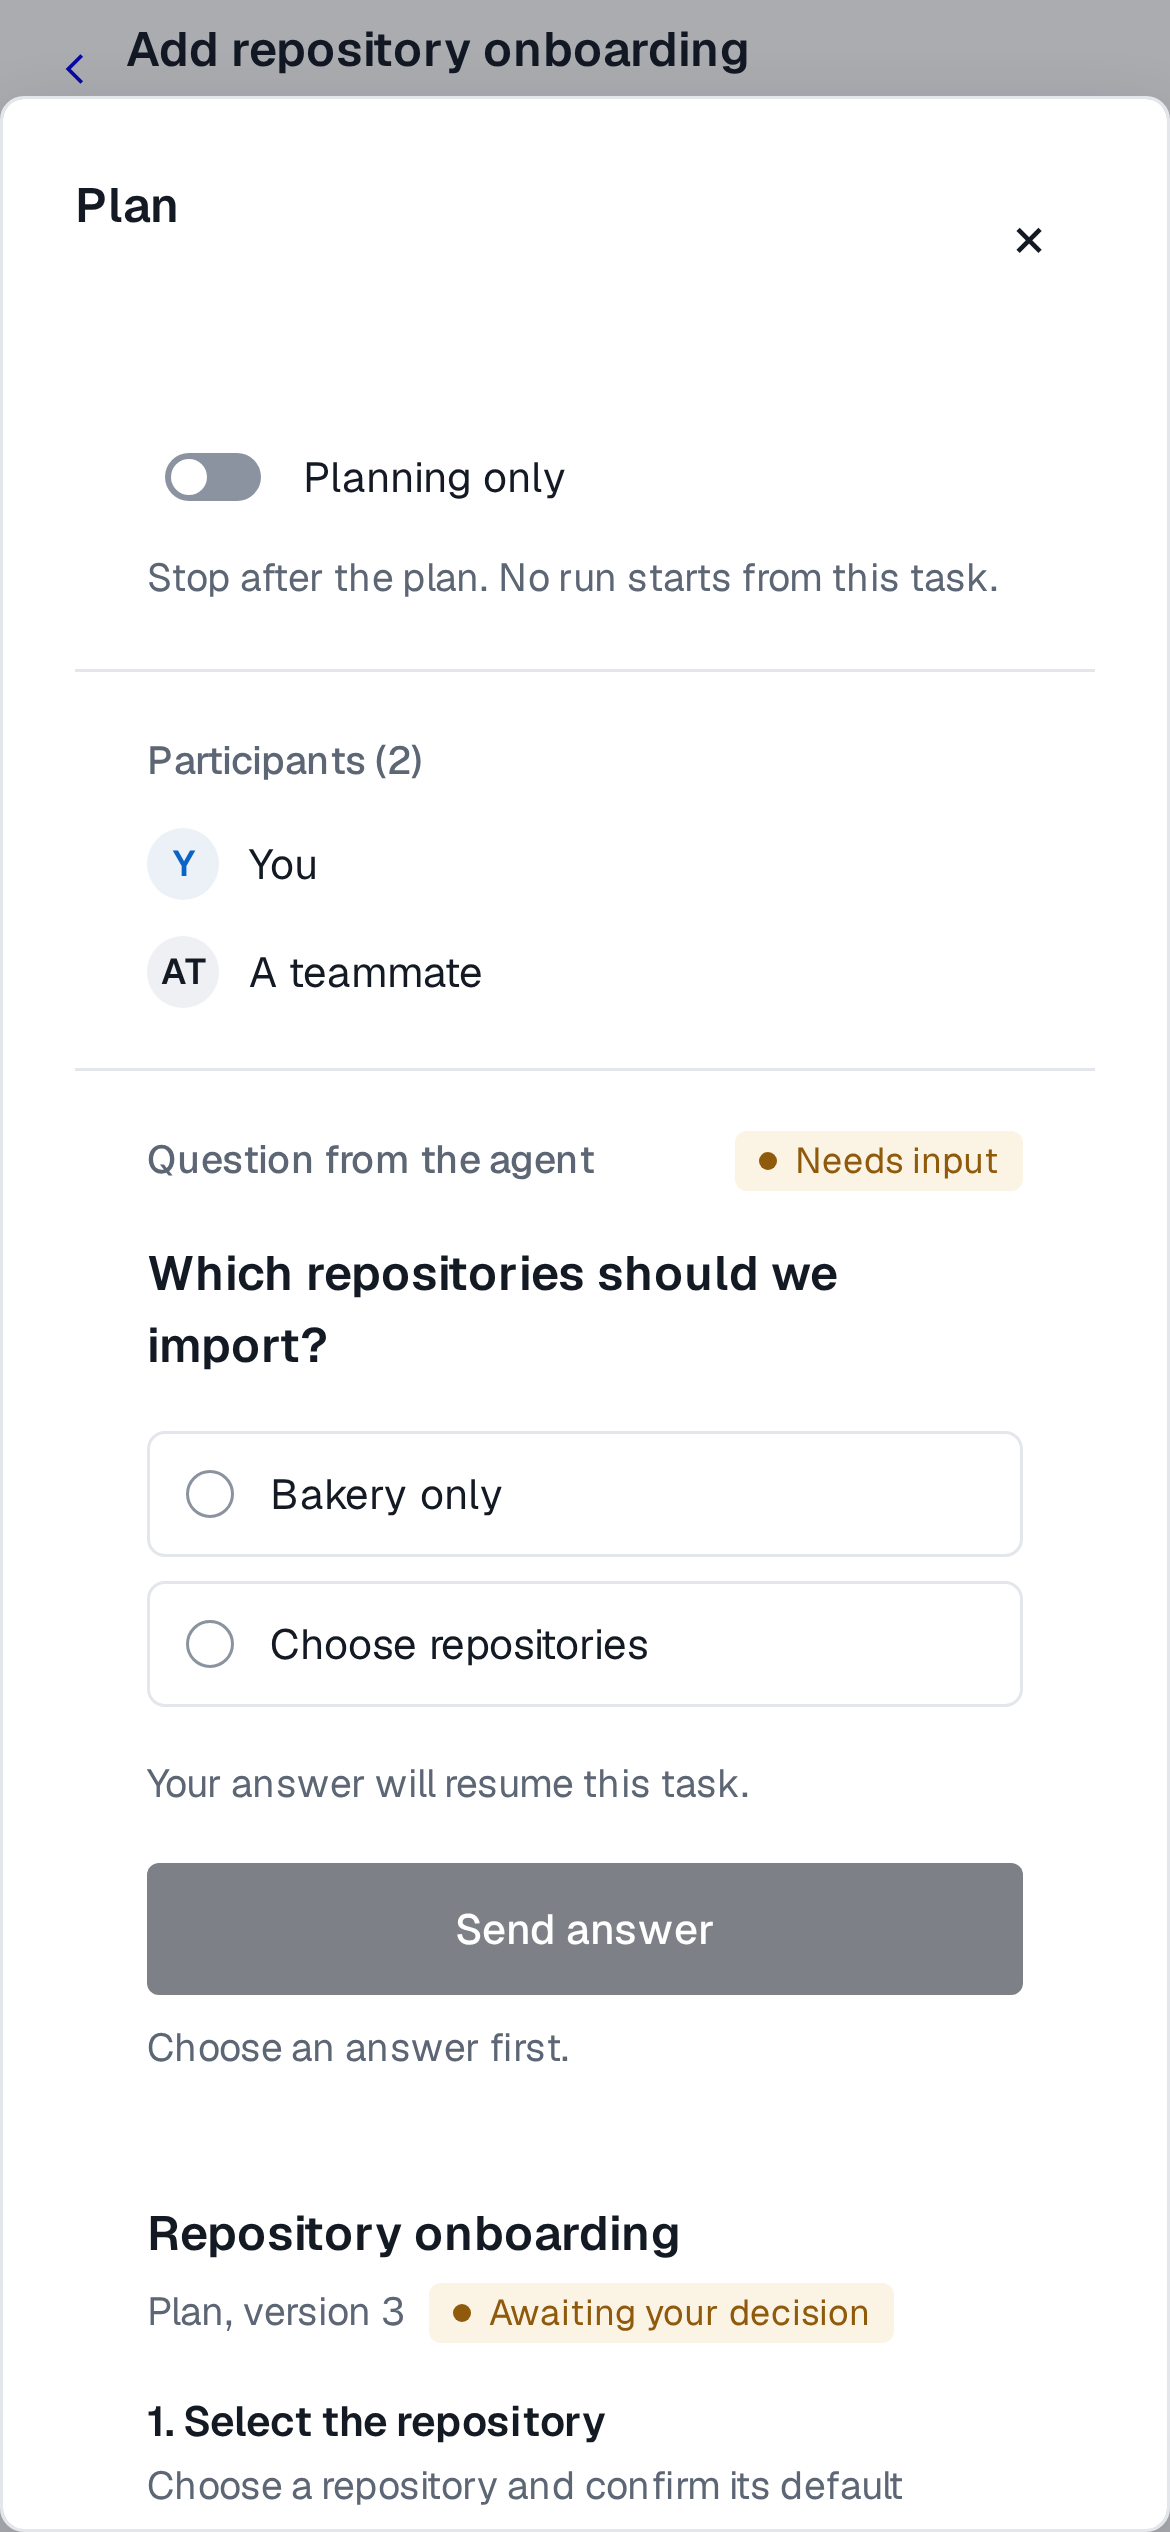 Add repository onboarding
Plan
Planning only
Stop after the plan. No run starts from this task.
Participants (2)
Y You
AT A teammate
Question from the agent
Needs input
Which repositories should we
import?
Bakery only
Choose repositories
Your answer will resume this task.
Send answer
Choose an answer first.
Repository onboarding
Plan, version 3
Awaiting your decision
1. Select the repository
Choose a repository and confirm its default